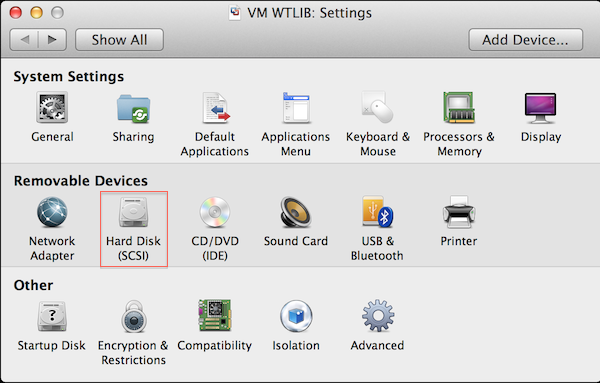 VM WTLIB: Settings
Show All
Add Device...
System Settings
General
Sharing
Default
Applications
Applications
Menu
Keyboard &
Mouse
Processors &
Memory
Display
Removable Devices
Network
Adapter
Hard Disk
(SCSI)
CD/DVD
(IDE)
Sound Card
USB &
Bluetooth
Printer
Other
?
Startup Disk
Encryption &
Restrictions
Compatibility
Isolation
Advanced